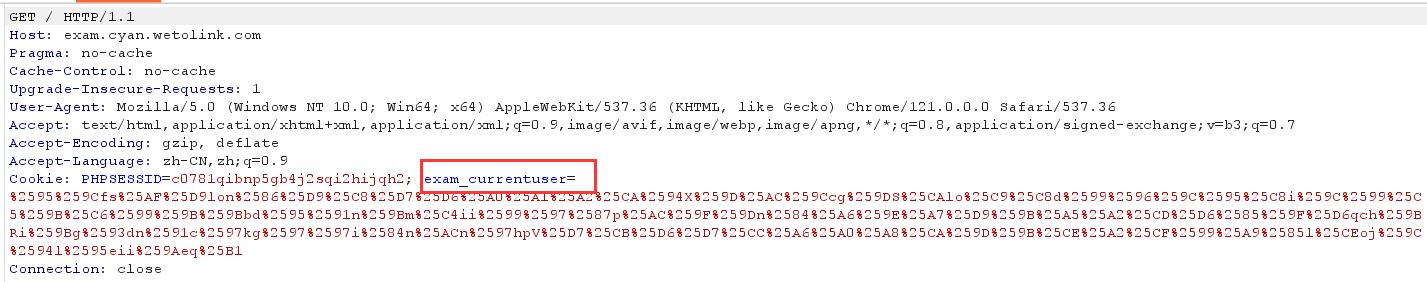 GET / HTTP/1.1
Host: exam.cyan.wetolink.com
Pragma: no-cache
Cache-Control: no-cache
Upgrade-Insecure-Requests: 1
User-Agent: Mozilla/5.0 (Windows NT 10.0; Win64; x64) AppleWebKit/537.36 (KHTML, like Gecko) Chrome/121.0.0.0 Safari/537.36
Accept: text/html,application/xhtml+xml,application/xml;q=0.9,image/avif,image/webp,image/apng,*/*;q=0.8,application/signed-exchange;v=b3;q=0.7
Accept-Encoding: gzip, deflate
Accept-Language: zh-CN,zh;q=0.9
Cookie: PHPSESSID=c0781qibnp5gb4j2sqi2hijqh2; exam_currentuser=
%2595%259Cfs%25AF%25D9lon%2586%25D9%25C8%25D7%25D6%25A0%25A1%25A2%25CA%2594X%259D%25AC%259Ccg%259DS%25CAlo%25C9%25C8d%2599%2596%259C%2595%25C8i%259C%2599%25C
5%259B%25C6%2599%259B%259Bbd%2595%2591n%259Bm%25C4ii%2599%2597%2587p%25AC%259F%259Dn%2584%25A6%259E%25A7%25D9%259B%25A5%25A2%25CD%25D6%2585%259F%25D6qch%259B
Ri%259Bg%2593dn%2591c%2597kg%2597%2597i%2584n%25ACn%2597hpV%25D7%25CB%25D6%25D7%25CC%25A6%25A0%25A8%25CA%259D%259B%25CE%25A2%25CF%2599%25A9%2585l%25CEoj%259C
%2594l%2595eii%259Aeq%25B1
Connection: close